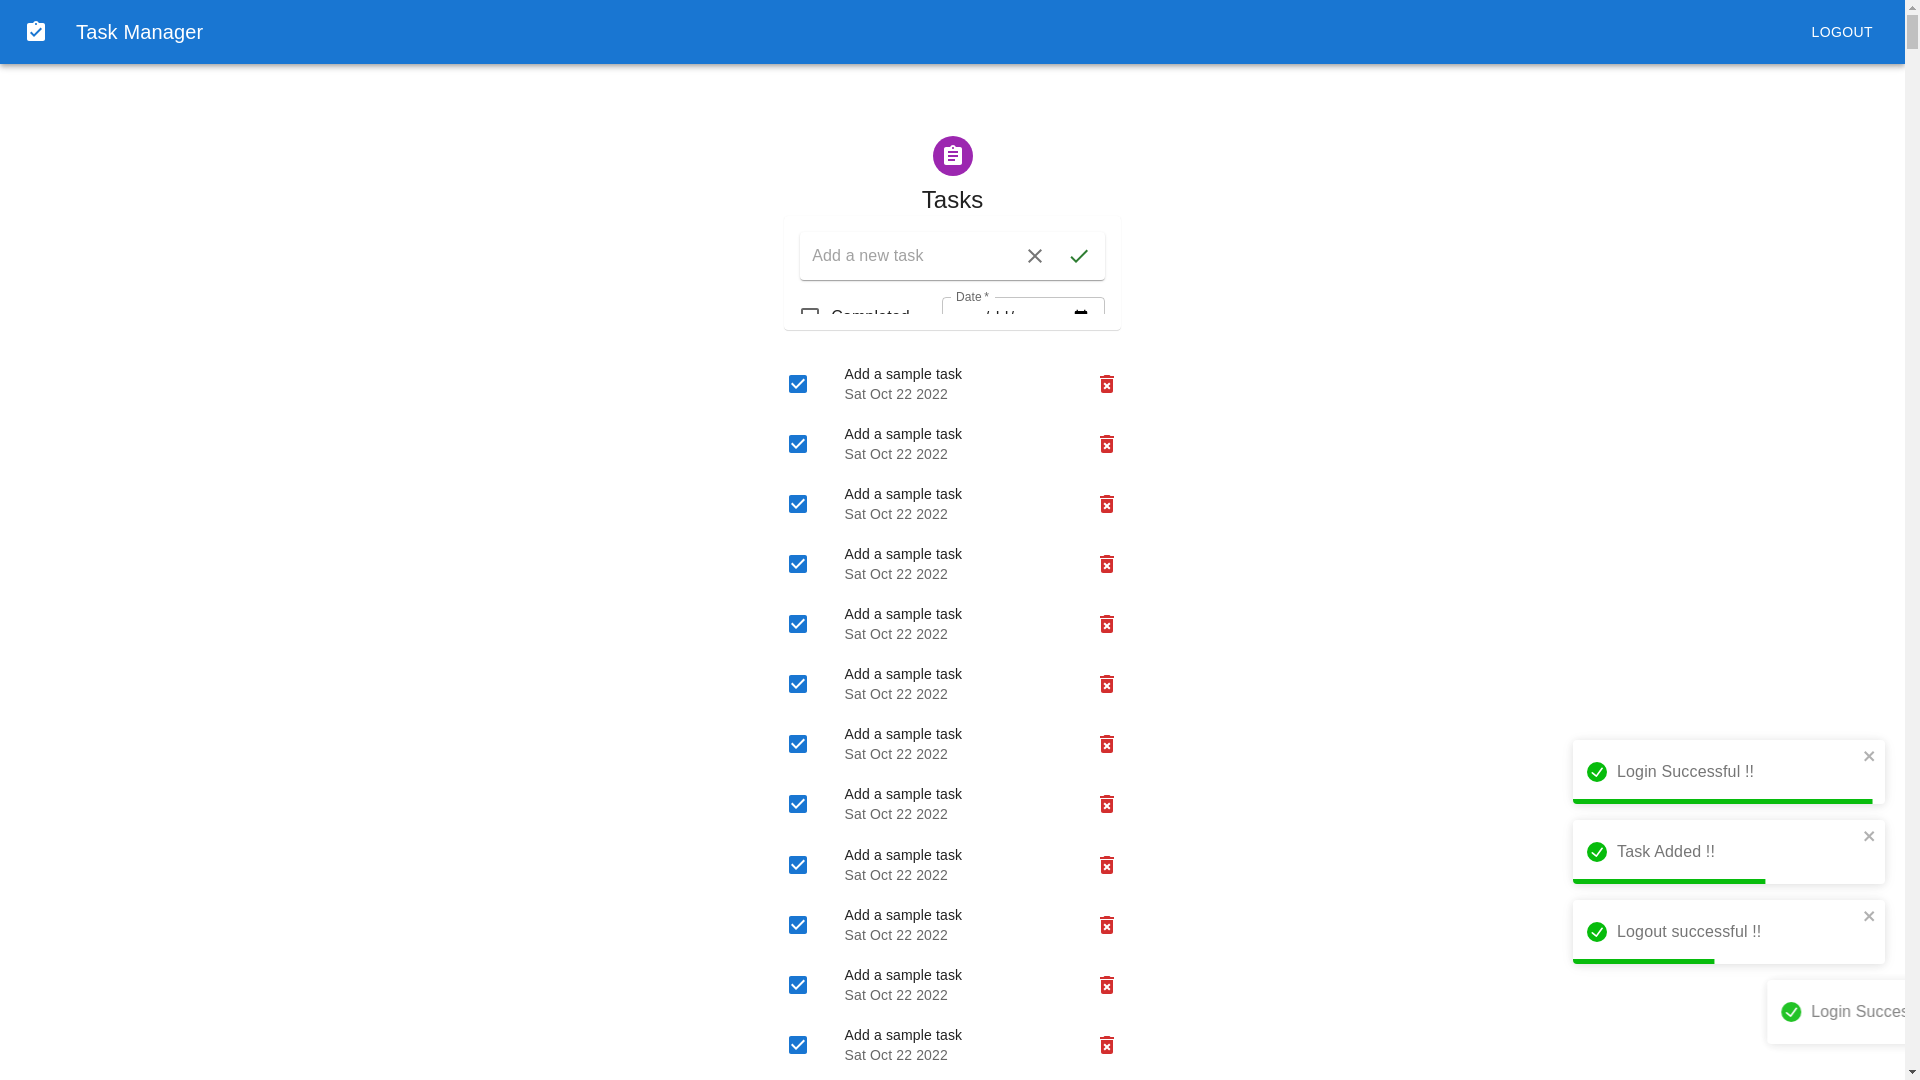 Task Manager
LOGOUT
Tasks
Add a new task
Date *
Completed
Add a sample task
Sat Oct 22 2022
Add a sample task
Sat Oct 22 2022
Add a sample task
Sat Oct 22 2022
Add a sample task
Sat Oct 22 2022
Add a sample task
Sat Oct 22 2022
Add a sample task
Sat Oct 22 2022
Add a sample task
Sat Oct 22 2022
Add a sample task
Sat Oct 22 2022
Add a sample task
Sat Oct 22 2022
Add a sample task
Sat Oct 22 2022
Add a sample task
Sat Oct 22 2022
Add a sample task
Sat Oct 22 2022
Login Successful !!
Task Added !!
Logout successful !!
Login Succes